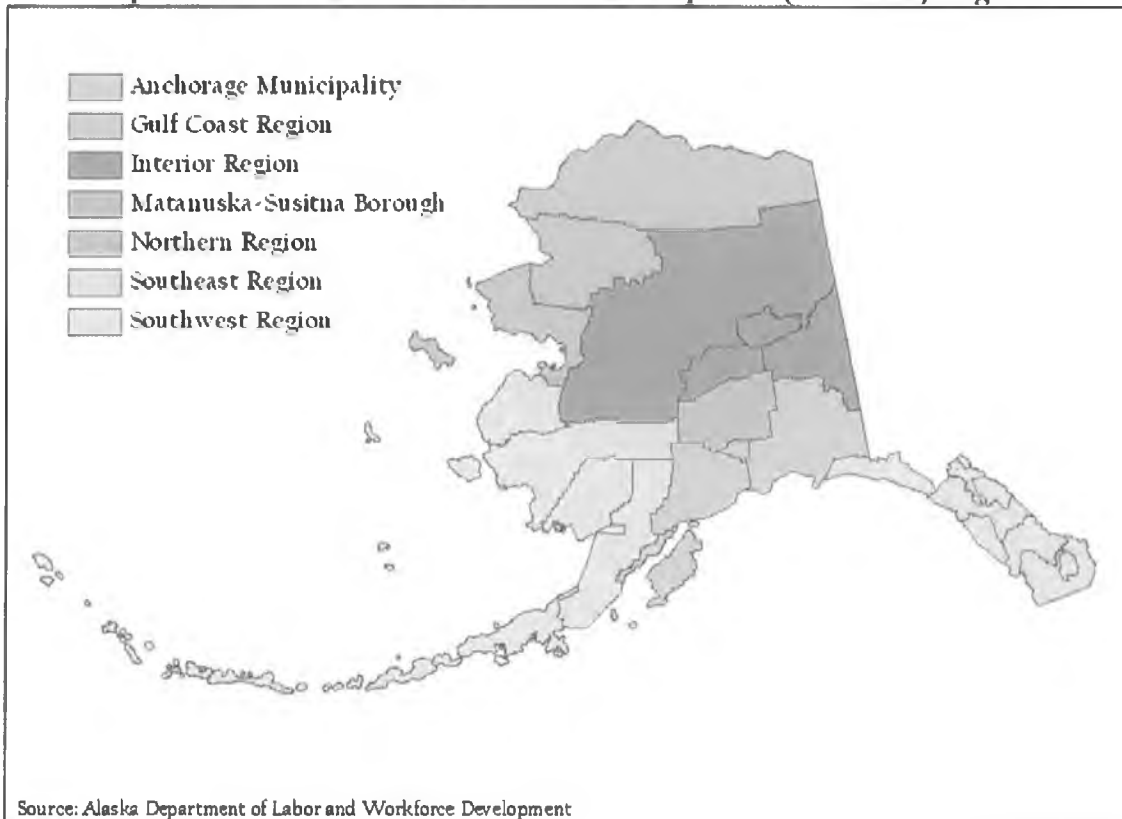 Anchorage Municipality
Gulf Coast Region
Interior Region
Matanuska-Susitna Borough
Northern Region
Southeast Region
Southwest Region
Source: Alaska Department of Labor and Workforce Development